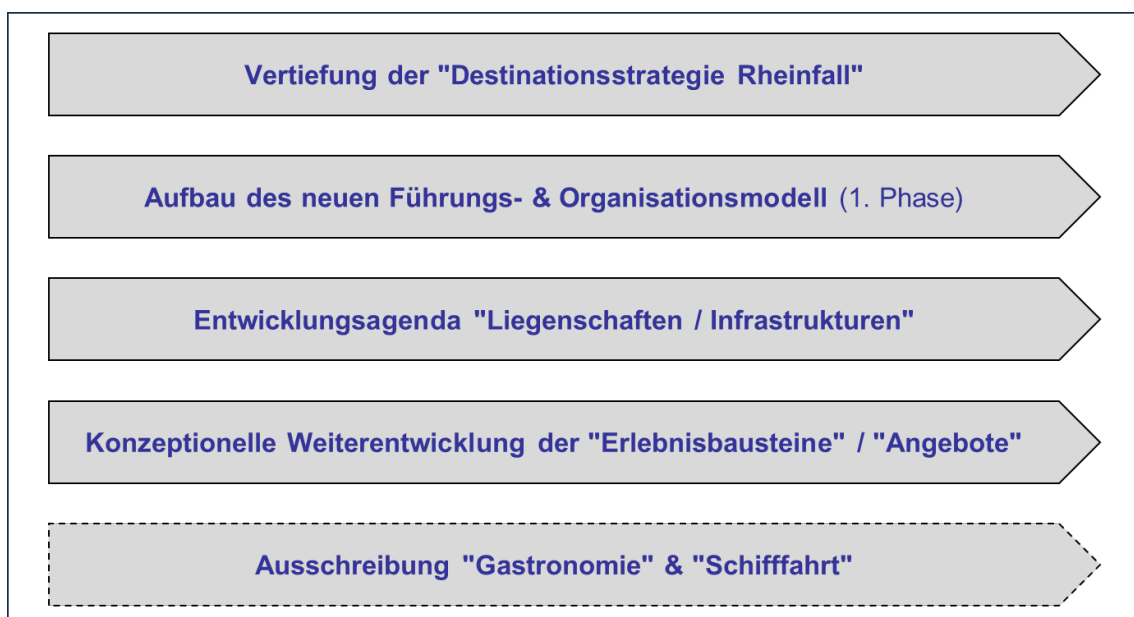 Vertiefung der "Destinationsstrategie Rheinfall"
Aufbau des neuen Führungs- & Organisationsmodell (1. Phase)
Entwicklungsagenda "Liegenschaften / Infrastrukturen"
Konzeptionelle Weiterentwicklung der "Erlebnisbausteine" / "Angebote"
Ausschreibung "Gastronomie" & "Schifffahrt"